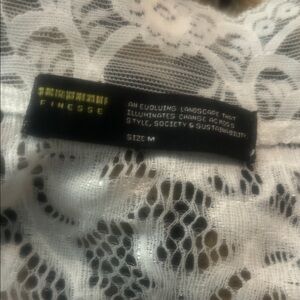 FINESSE
AN EVOLVING LANDSCAPE THAT
ILLUMINATES CHANGE ACROSS
STYLE, SOCIETY & SUSTAINABILITY
SIZE M